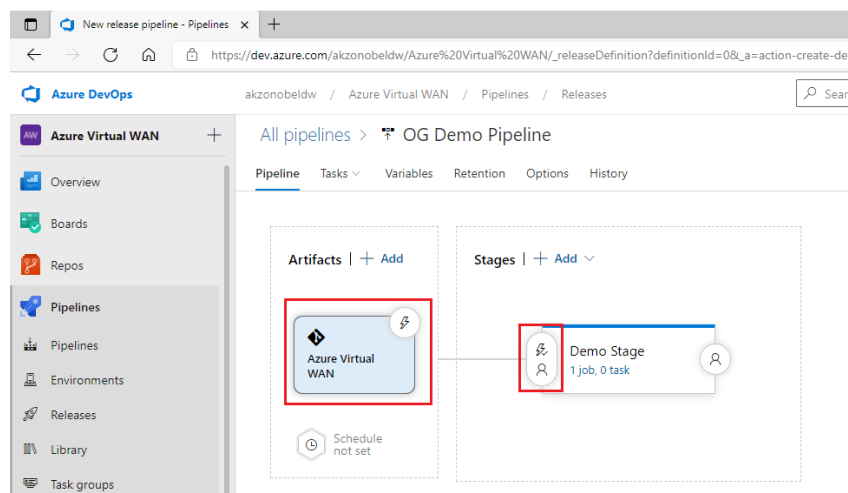 New release pipeline - Pipelines
https://dev.azure.com/akzonobeldw/Azure%20Virtual%20WAN/_releaseDefinition?definitionId=0&_a=action-create-de
Azure DevOps
akzonobeldw / Azure Virtual WAN / Pipelines / Releases
Sear
AW Azure Virtual WAN
All pipelines > OG Demo Pipeline
Pipeline Tasks Variables Retention Options History
Overview
Boards
Repos
Pipelines
Pipelines
Environments
Releases
Library
Task groups
Artifacts | + Add
Azure Virtual
WAN
Schedule
not set
Stages | + Add
Demo Stage
1 job, 0 task